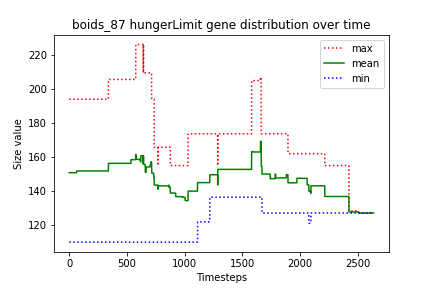 boids_87 hungerLimit gene distribution over time
max
mean
min
Size value
220
200
180
160
140
120
0 500 1000 1500 2000 2500
Timesteps